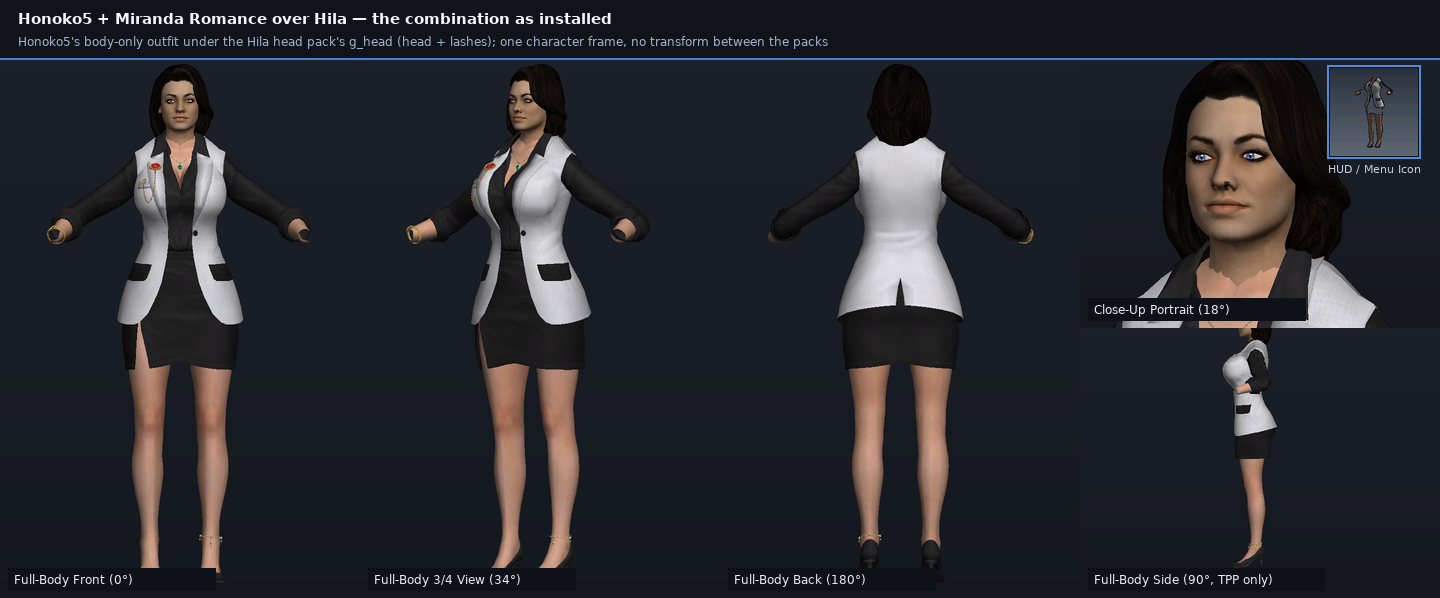 Honoko5 + Miranda Romance over Hila — the combination as installed
Honoko5's body-only outfit under the Hila head pack's g_head (head + lashes); one character frame, no transform between the packs
HUD / Menu Icon
Close-Up Portrait (18°)
Full-Body Front (0°)
Full-Body 3/4 View (34°)
Full-Body Back (180°)
Full-Body Side (90°, TPP only)